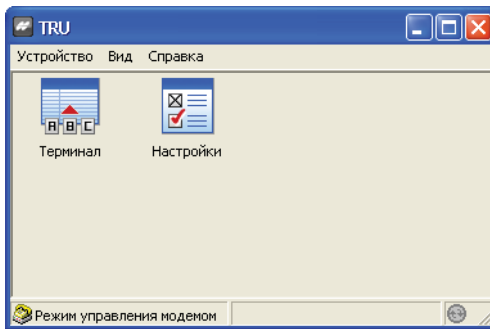 TRU
Устройство Вид Справка
A B C
Терминал Настройки
Режим управления модемом